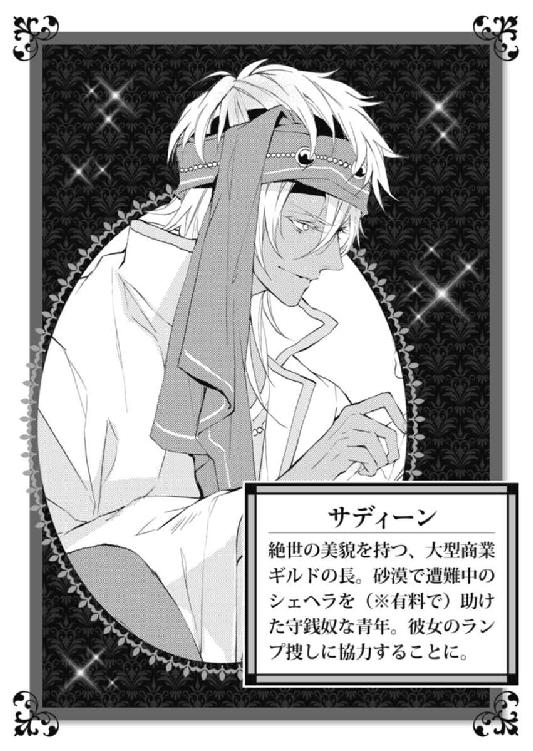 サディーン
絶世の美貌を持つ、大型商業
ギルドの長。砂漠で遭難中の
シェヘラを（※有料で）助け
た守銭奴な青年。彼女のラン
プ捜しに協力することに。